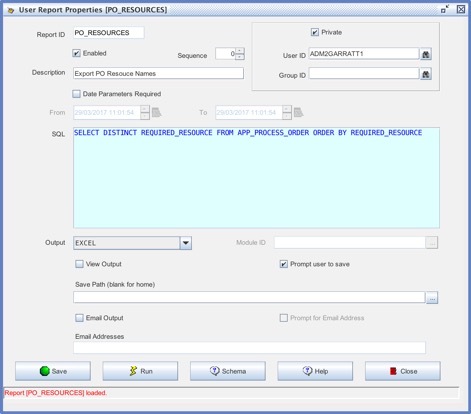 User Report Properties [PO_RESOURCES]
Report ID PO_RESOURCES
Private
Enabled Sequence 0 User ID ADM2GARRATT1
Description Export PO Resouce Names Group ID
Date Parameters Required
From 29/03/2017 11:01:54 To 29/03/2017 11:01:54
SQL SELECT DISTINCT REQUIRED_RESOURCE FROM APP_PROCESS_ORDER ORDER BY REQUIRED_RESOURCE
Output EXCEL Module ID ...
View Output Prompt user to save
Save Path (blank for home)
...
Email Output Prompt for Email Address
Email Addresses
Save Run Schema Help Close
Report [PO_RESOURCES] loaded.